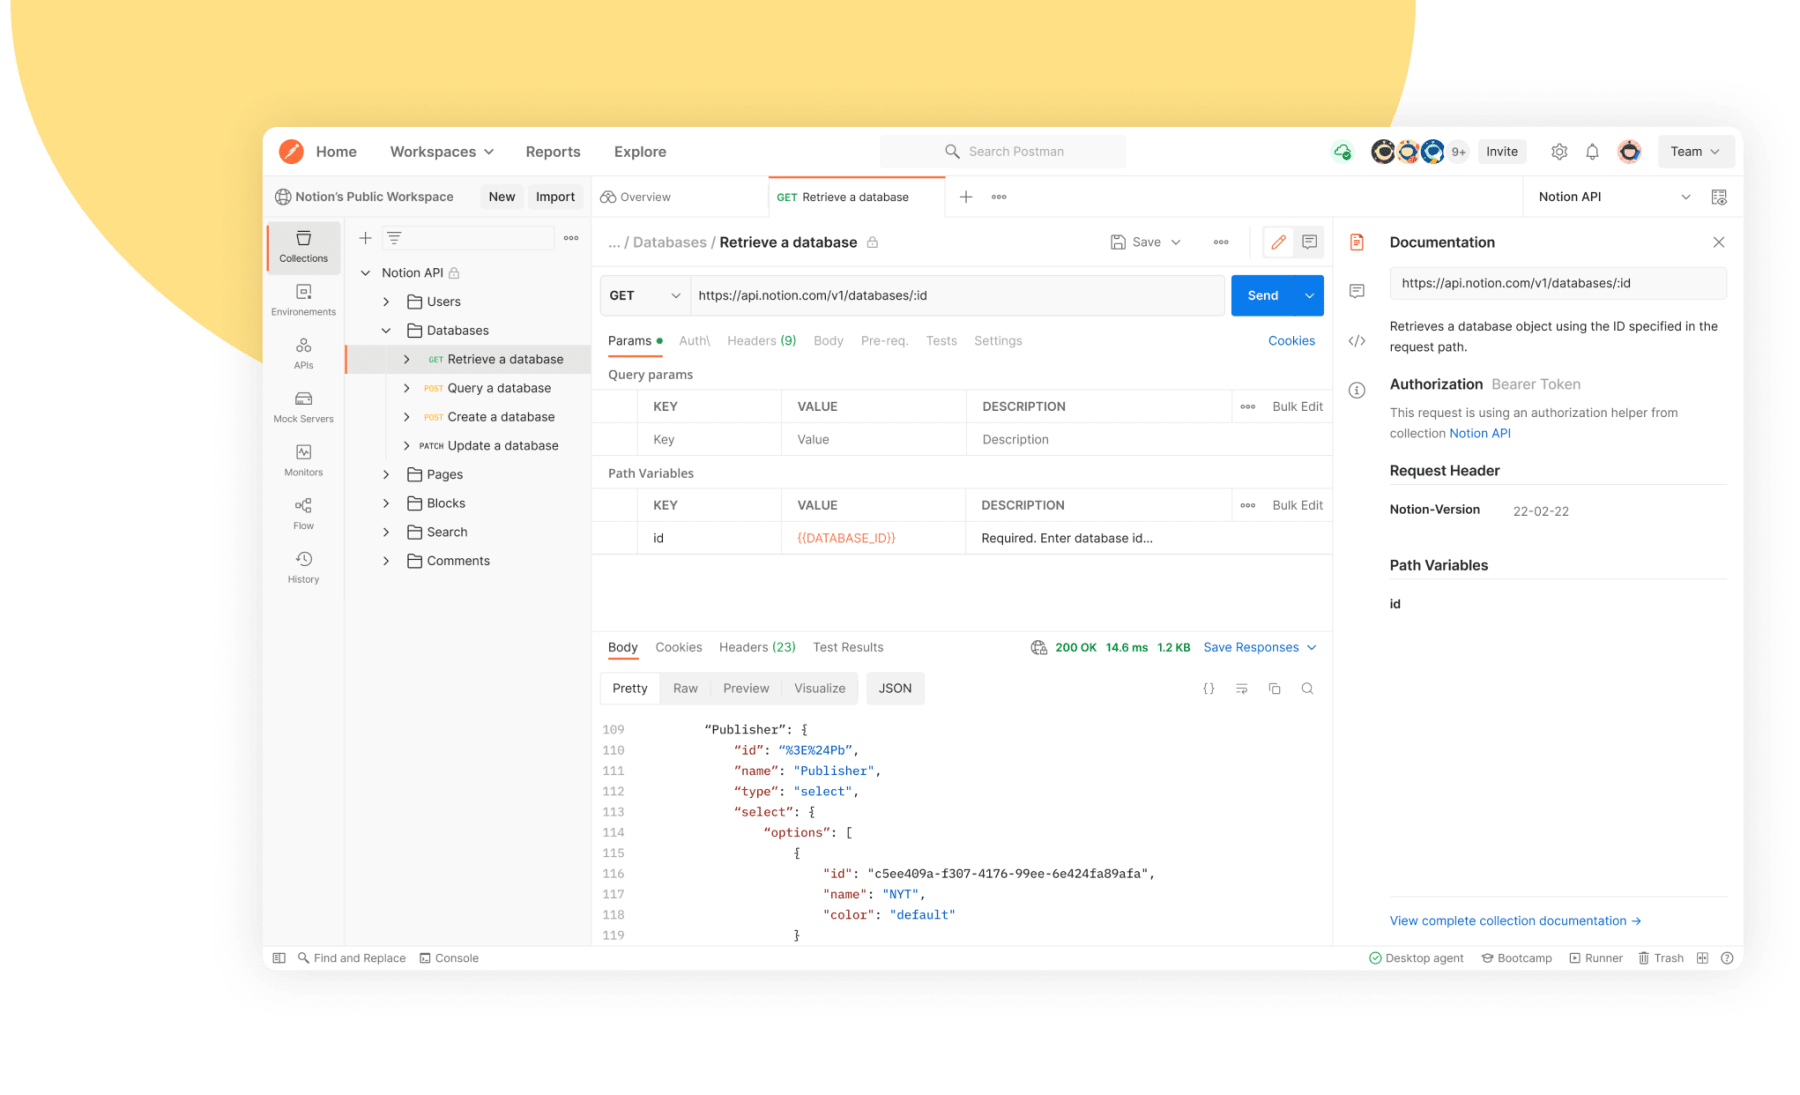 Home Workspaces Reports Explore Search Postman 9+ Invite Team
Notion’s Public Workspace New Import Overview GET Retrieve a database Notion API
Collections
Environements
APIs
Mock Servers
Monitors
Flow
History
Notion API
Users
Databases
GET Retrieve a database
POST Query a database
POST Create a database
PATCH Update a database
Pages
Blocks
Search
Comments
... / Databases / Retrieve a database Save
GET https://api.notion.com/v1/databases/:id Send
Params Auth\ Headers (9) Body Pre-req. Tests Settings Cookies
Query params
KEY VALUE DESCRIPTION Bulk Edit
Key Value Description
Path Variables
KEY VALUE DESCRIPTION Bulk Edit
id {{DATABASE_ID}} Required. Enter database id...
Body Cookies Headers (23) Test Results 200 OK 14.6 ms 1.2 KB Save Responses
Pretty Raw Preview Visualize JSON {}
109 “Publisher”: {
110 “id”: “%3E%24Pb”,
111 ”name”: "Publisher",
112 “type”: "select",
113 “select”: {
114 “options”: [
115 {
116 "id": "c5ee409a-f307-4176-99ee-6e424fa89afa",
117 "name": "NYT",
118 "color": "default"
119 }
Documentation
https://api.notion.com/v1/databases/:id
Retrieves a database object using the ID specified in the
request path.
Authorization Bearer Token
This request is using an authorization helper from
collection Notion API
Request Header
Notion-Version 22-02-22
Path Variables
id
View complete collection documentation →
Find and Replace Console Desktop agent Bootcamp Runner Trash